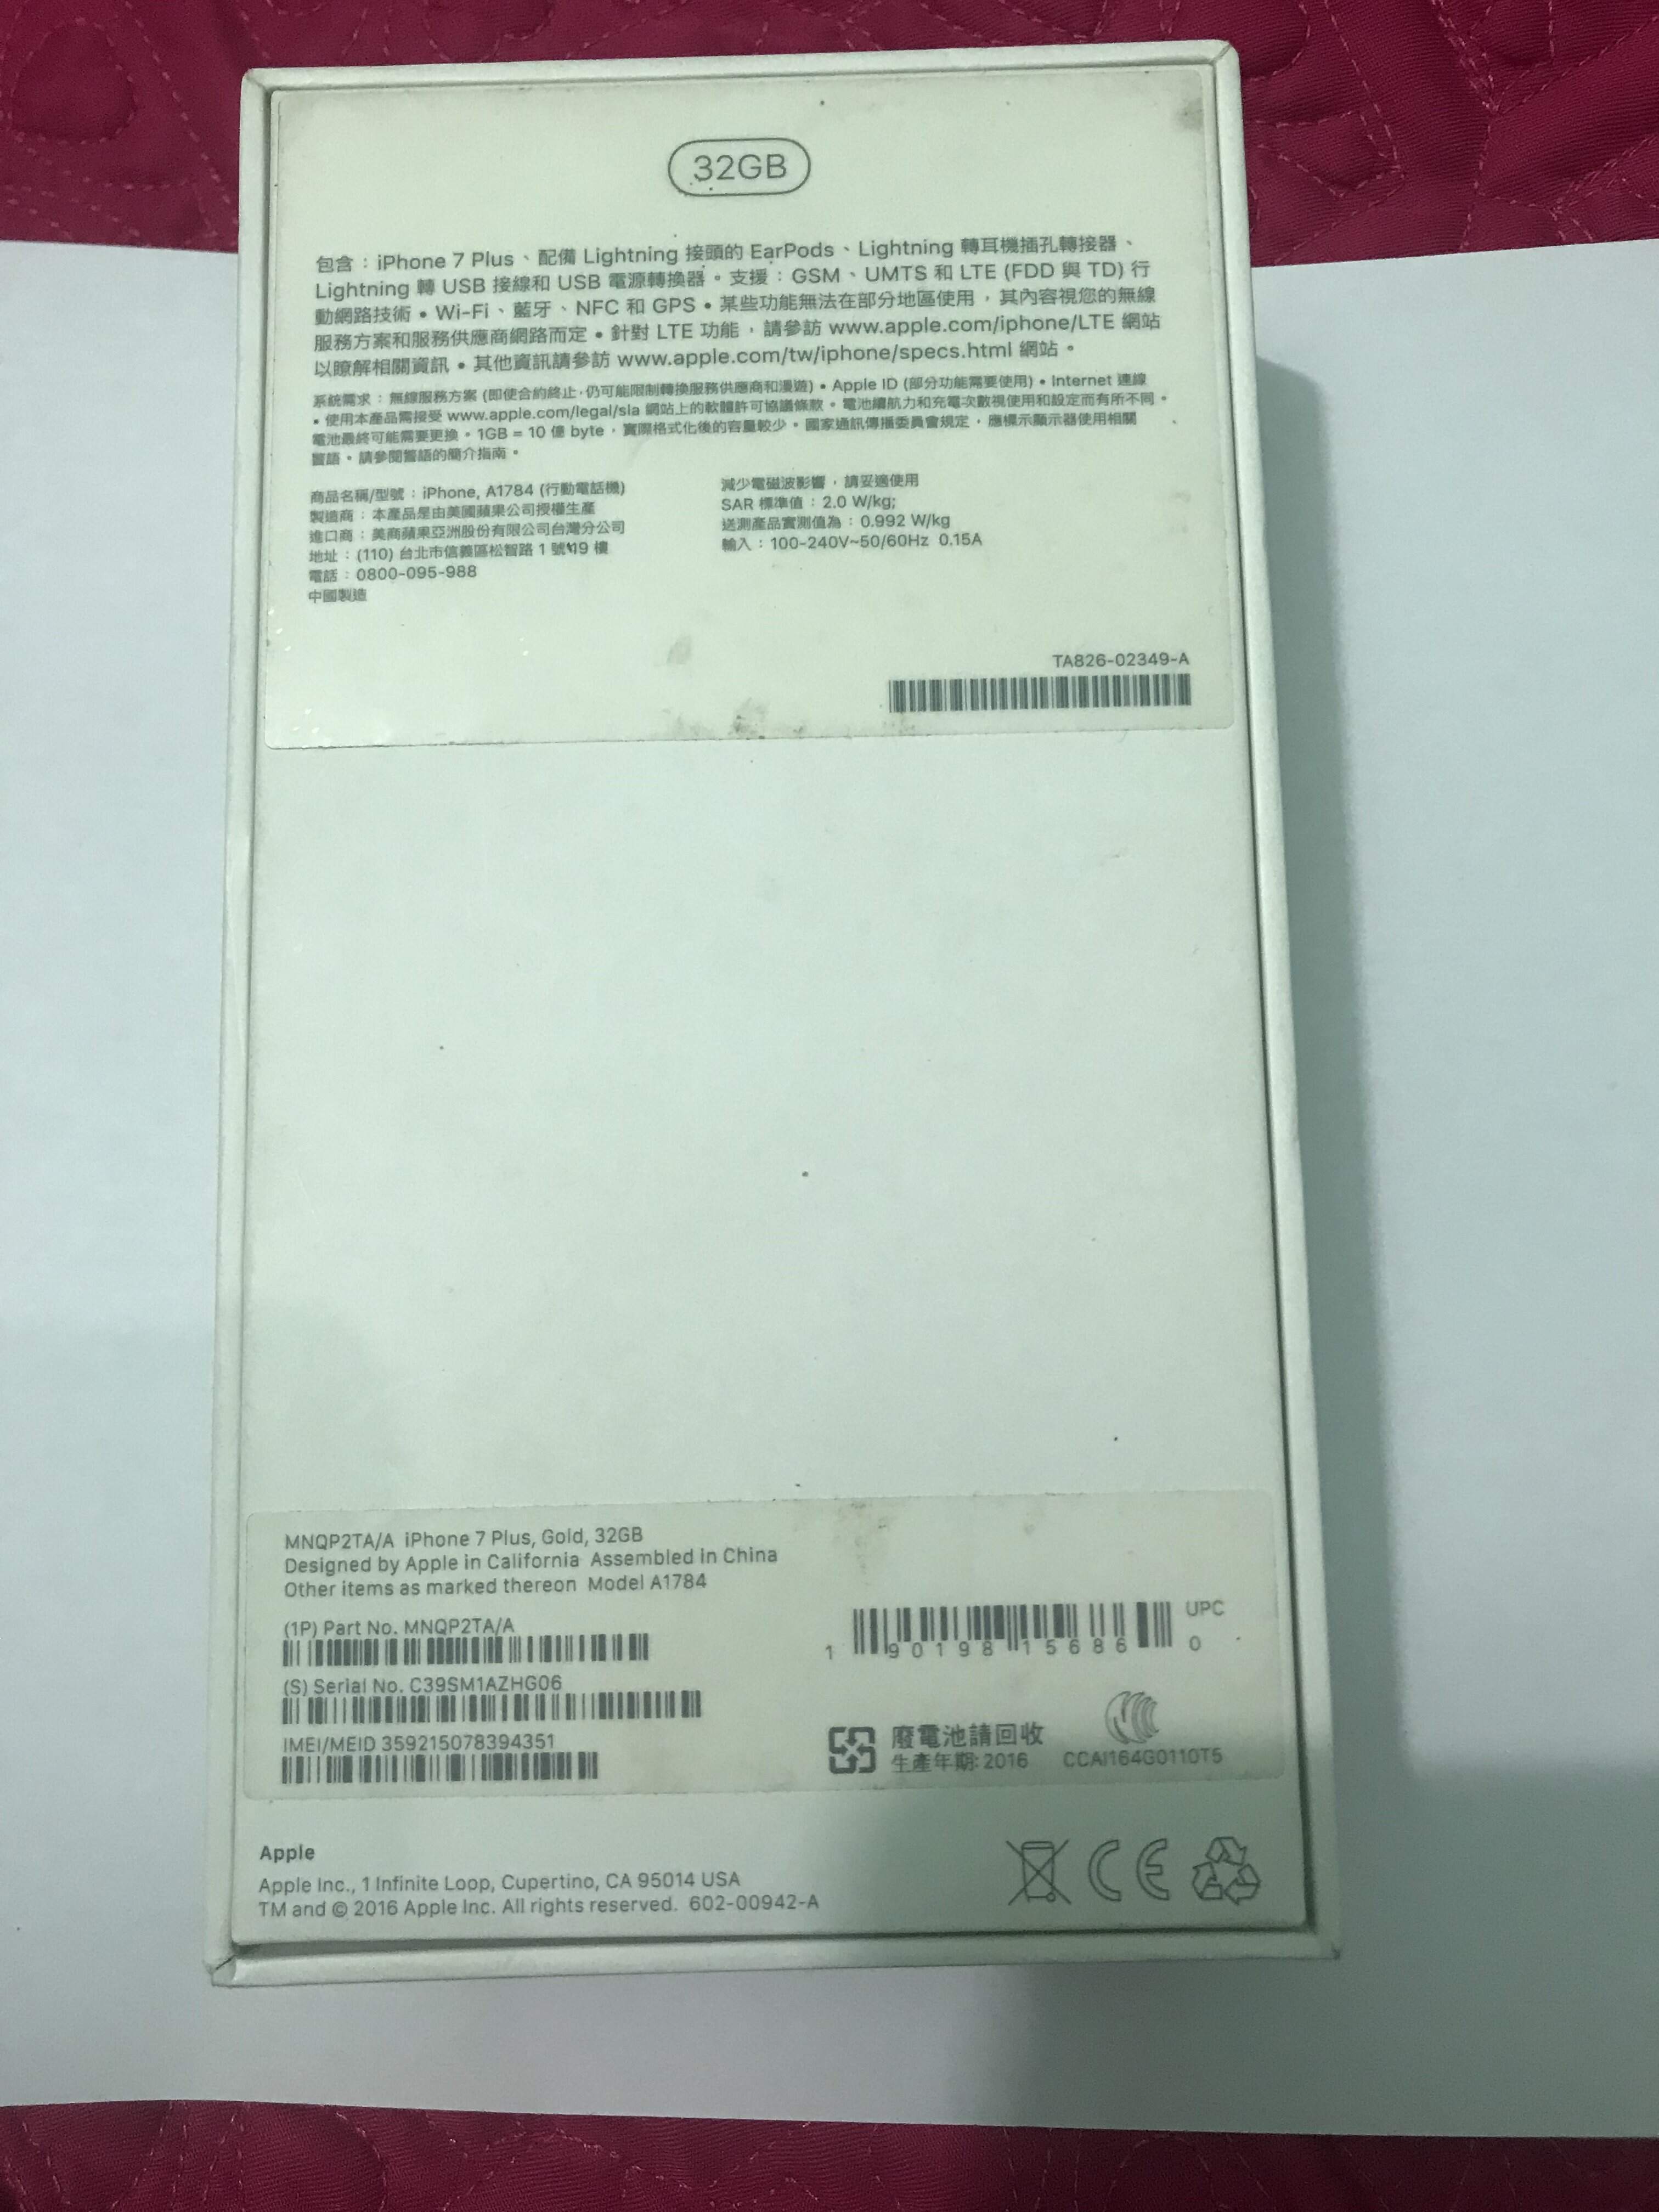 32GB
包含：iPhone 7 Plus、配備 Lightning 接頭的 EarPods、Lightning 轉耳機插孔轉接器、
Lightning 轉 USB 接線和 USB 電源轉換器。支援：GSM、UMTS 和 LTE (FDD 與 TD) 行
動網路技術 • Wi-Fi、藍牙、NFC 和 GPS • 某些功能無法在部分地區使用，其內容視您的無線
服務方案和服務供應商網路而定 • 針對 LTE 功能，請參訪 www.apple.com/iphone/LTE 網站
以瞭解相關資訊 • 其他資訊請參訪 www.apple.com/tw/iphone/specs.html 網站。
系統需求：無線服務方案 (即使合約終止，仍可能限制轉換服務供應商和漫遊) • Apple ID (部分功能需要使用) • Internet 連線
• 使用本產品需接受 www.apple.com/legal/sla 網站上的軟體許可協議條款。電池續航力和充電次數視使用和設定而有所不同。
電池最終可能需要更換。1GB = 10 億 byte，實際格式化後的容量較少。國家通訊傳播委員會規定，應標示顯示器使用相關
警語。請參閱警語的簡介指南。
商品名稱/型號：iPhone, A1784 (行動電話機)
製造商：本產品是由美國蘋果公司授權生產
進口商：美商蘋果亞洲股份有限公司台灣分公司
地址：(110) 台北市信義區松智路 1 號 19 樓
電話：0800-095-988
中國製造
減少電磁波影響，請妥適使用
SAR 標準值：2.0 W/kg;
送測產品實測值為：0.992 W/kg
輸入：100-240V~50/60Hz 0.15A
TA826-02349-A
MNQP2TA/A iPhone 7 Plus, Gold, 32GB
Designed by Apple in California Assembled in China
Other items as marked thereon Model A1784
(1P) Part No. MNQP2TA/A
(S) Serial No. C39SM1AZHG06
IMEI/MEID 359215078394351
UPC
1 90198 15686 0
廢電池請回收
生產年期: 2016
CCAI164G0110T5
Apple
Apple Inc., 1 Infinite Loop, Cupertino, CA 95014 USA
TM and © 2016 Apple Inc. All rights reserved. 602-00942-A
CE